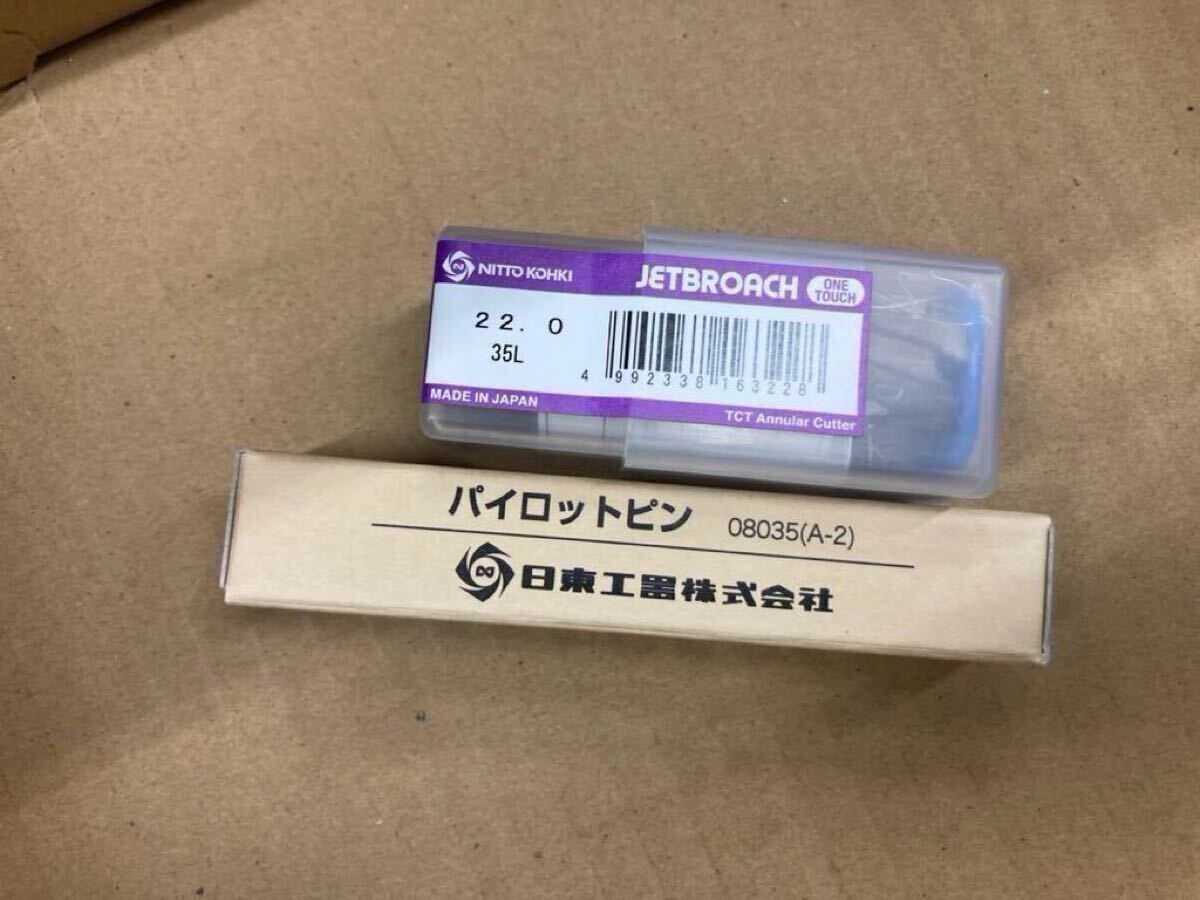 NITTO KOHKI JETBROACH ONE TOUCH
22.0
35L
4 992338 163228
MADE IN JAPAN TCT Annular Cutter
パイロットピン 08035(A-2)
日東工器株式会社